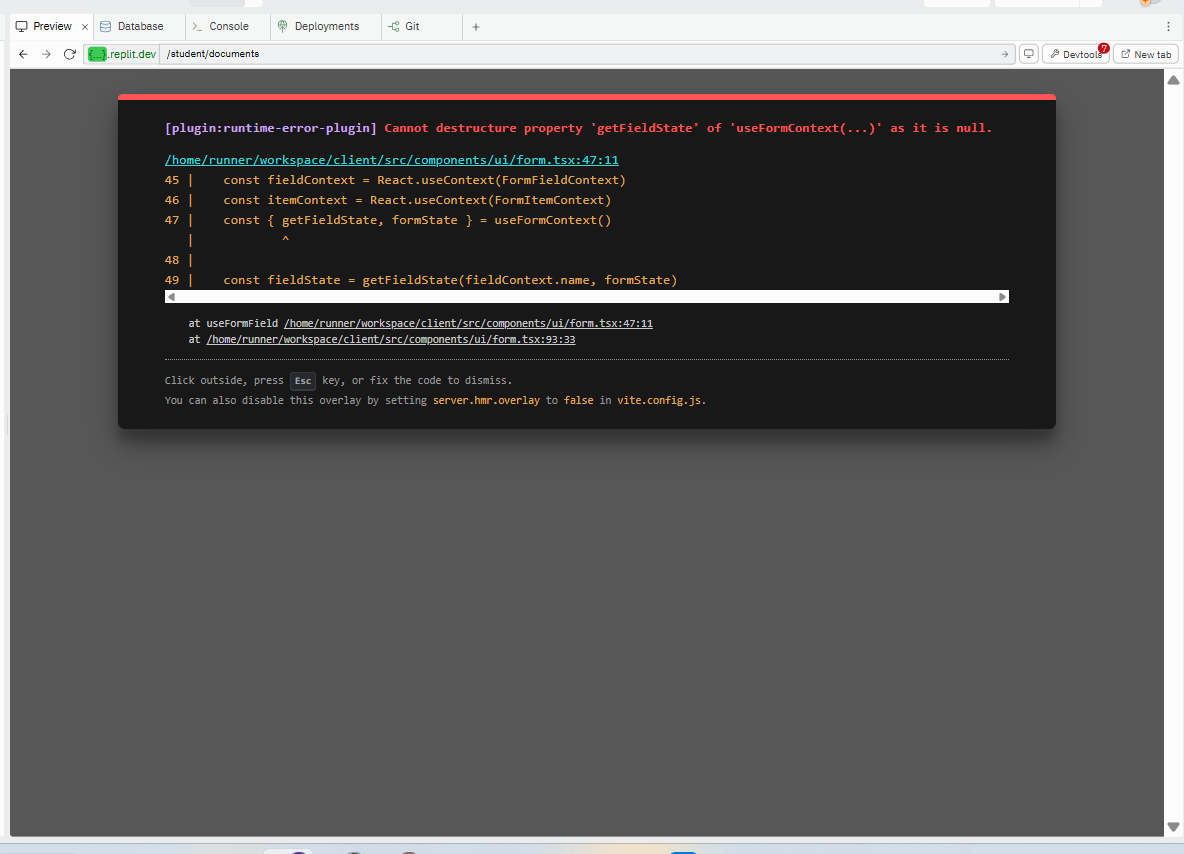 Preview × Database Console Deployments Git +
{...}.replit.dev /student/documents Devtools 7 New tab
[plugin:runtime-error-plugin] Cannot destructure property 'getFieldState' of 'useFormContext(...)' as it is null.
/home/runner/workspace/client/src/components/ui/form.tsx:47:11
45 | const fieldContext = React.useContext(FormFieldContext)
46 | const itemContext = React.useContext(FormItemContext)
47 | const { getFieldState, formState } = useFormContext()
| ^
48 |
49 | const fieldState = getFieldState(fieldContext.name, formState)
at useFormField /home/runner/workspace/client/src/components/ui/form.tsx:47:11
at /home/runner/workspace/client/src/components/ui/form.tsx:93:33
Click outside, press Esc key, or fix the code to dismiss.
You can also disable this overlay by setting server.hmr.overlay to false in vite.config.js.